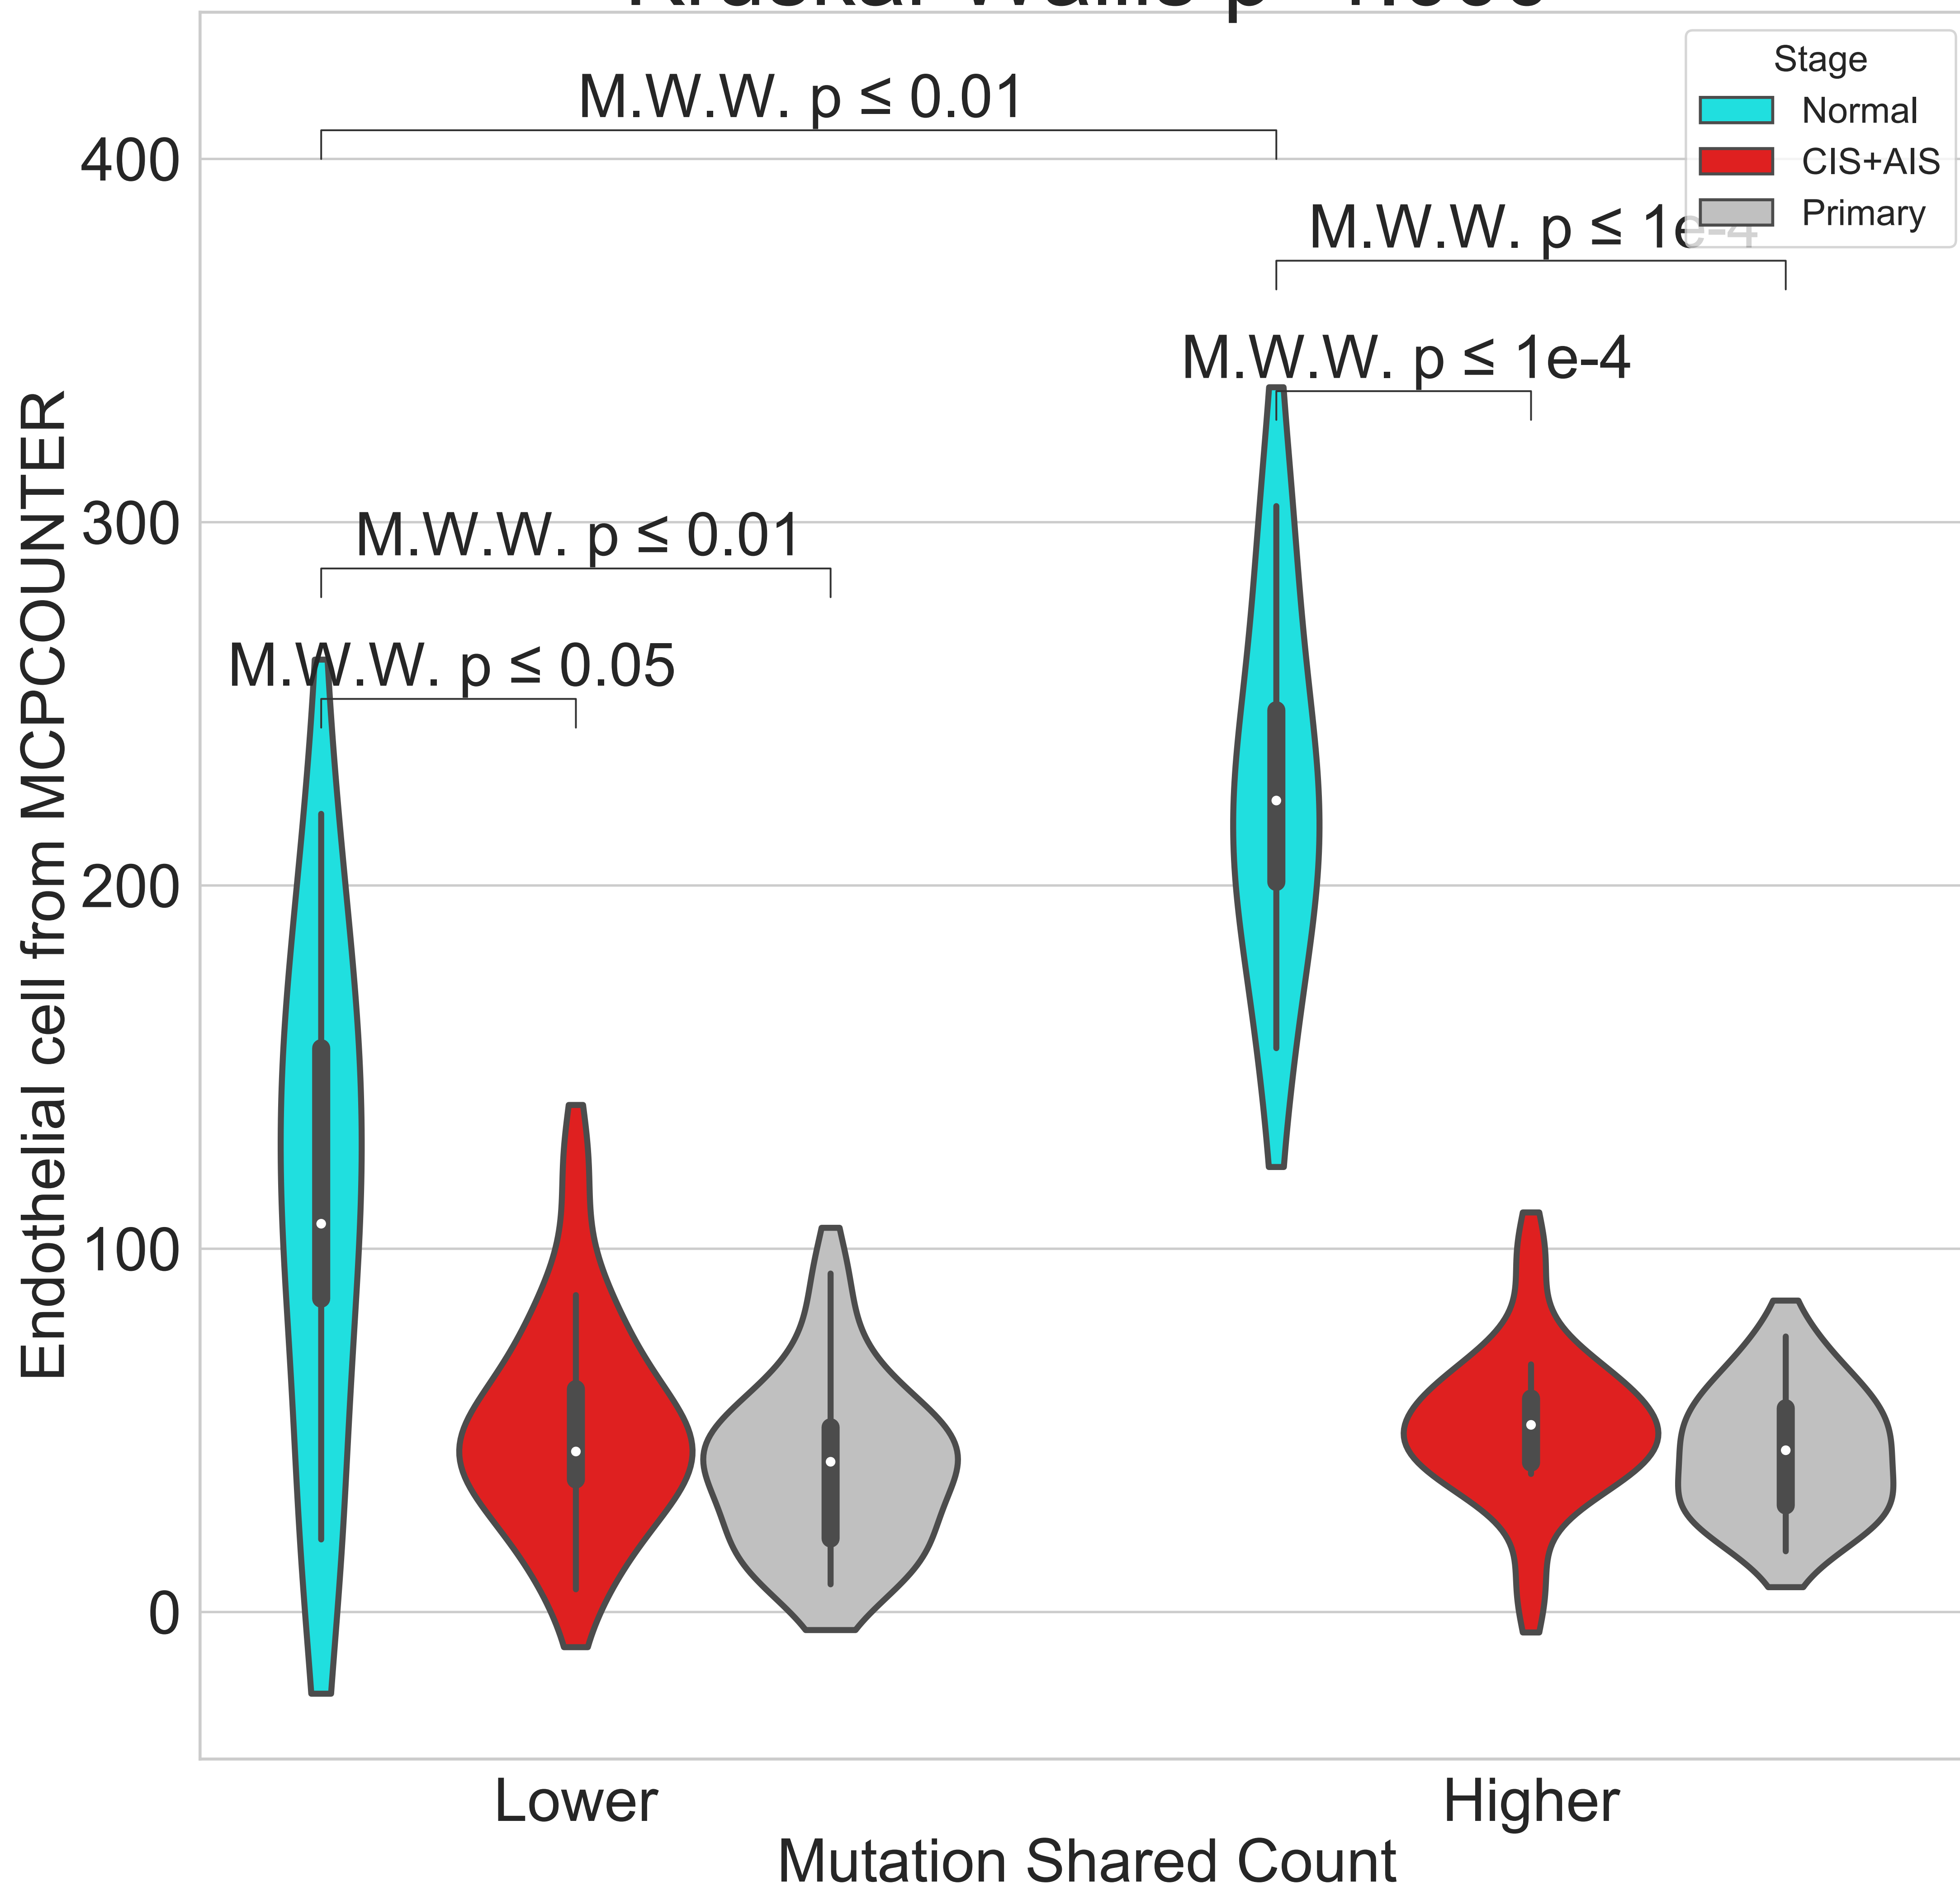 M.W.W. p ≤ 0.01
Stage
Normal
CIS+AIS
Primary
400
M.W.W. p ≤ 1e-4
M.W.W. p ≤ 1e-4
300
M.W.W. p ≤ 0.01
M.W.W. p ≤ 0.05
200
100
0
Endothelial cell from MCPCOUNTER
Lower
Higher
Mutation Shared Count